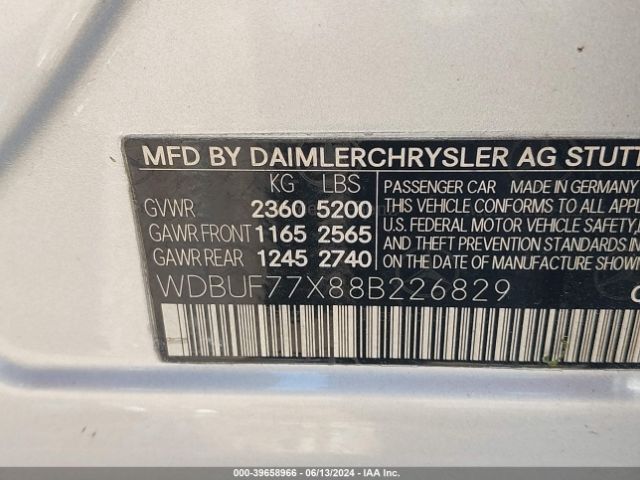 MFD BY DAIMLERCHRYSLER AG STUTT
KG LBS
GVWR 2360 5200
GAWR FRONT 1165 2565
GAWR REAR 1245 2740
PASSENGER CAR MADE IN GERMANY
THIS VEHICLE CONFORMS TO ALL APPL
U.S. FEDERAL MOTOR VEHICLE SAFETY,
AND THEFT PREVENTION STANDARDS IN
ON THE DATE OF MANUFACTURE SHOWN
WDBUF77X88B226829
000-39658966 - 06/13/2024 - IAA Inc.